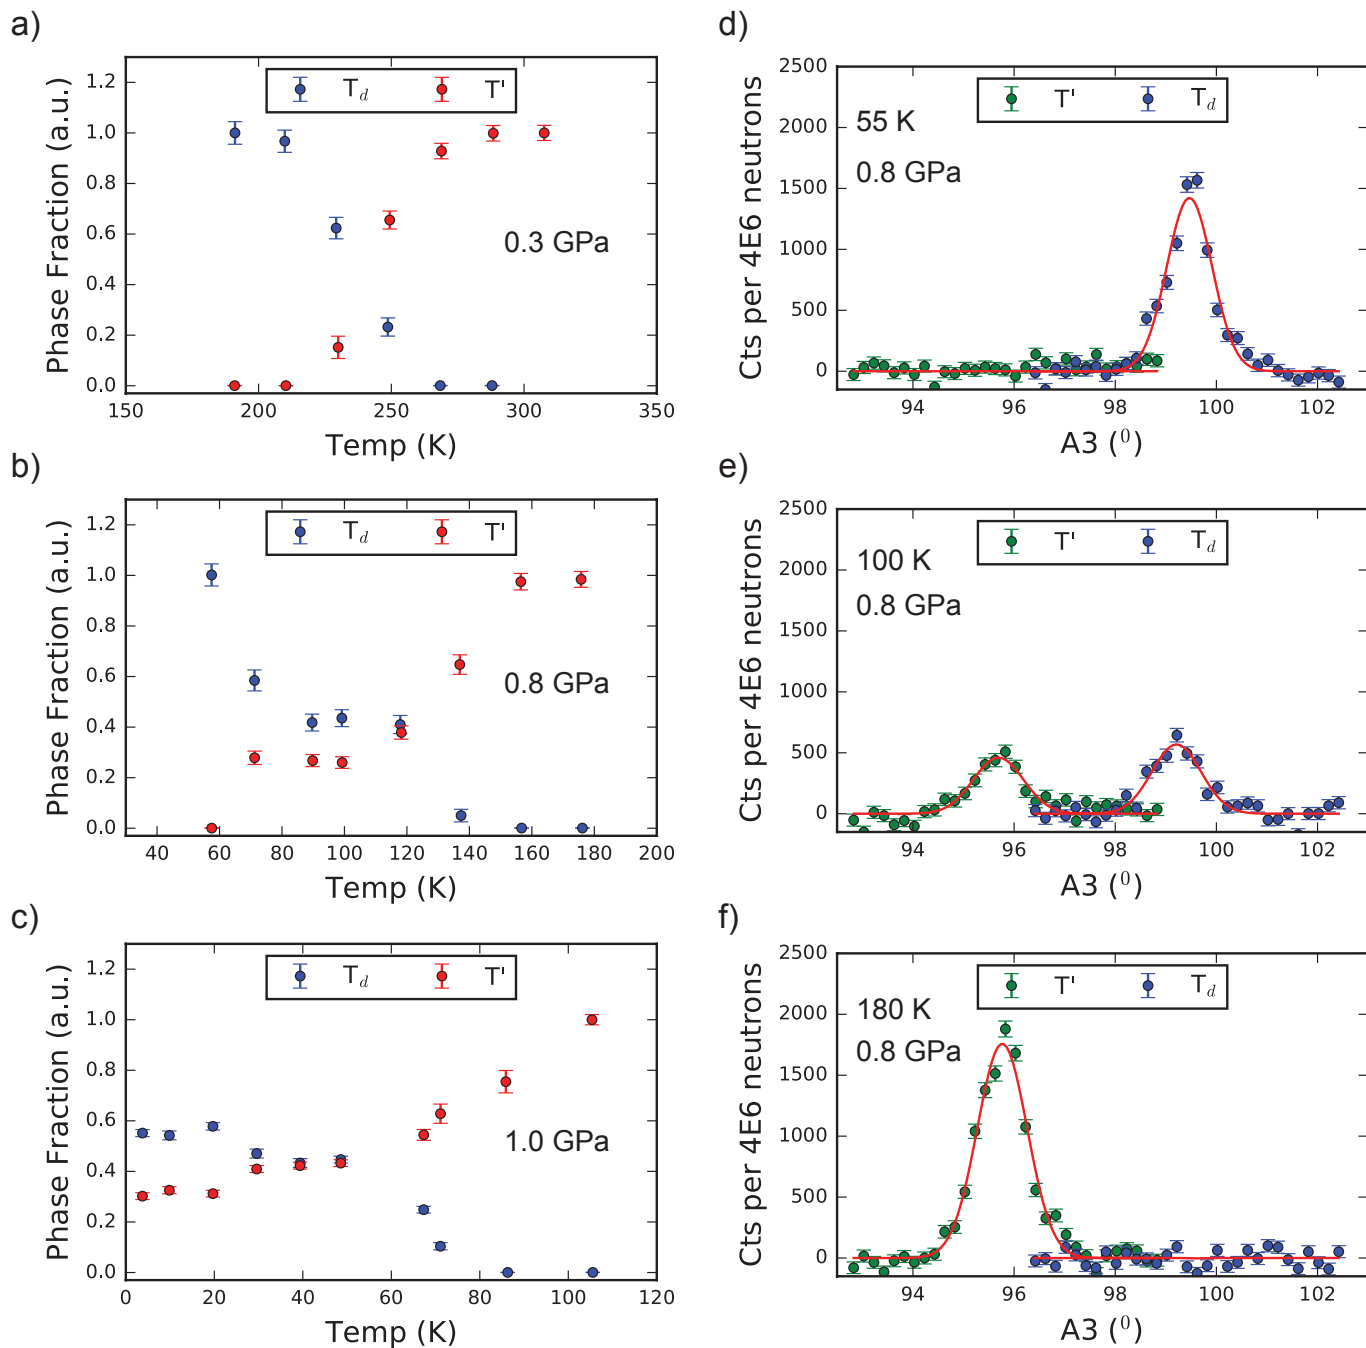 a)
Phase Fraction (a.u.)
1.2
1.0
0.8
0.6
0.4
0.2
0.0
T_d T'
0.3 GPa
150 200 250 300 350
Temp (K)
b)
Phase Fraction (a.u.)
1.2
1.0
0.8
0.6
0.4
0.2
0.0
T_d T'
0.8 GPa
40 60 80 100 120 140 160 180 200
Temp (K)
c)
Phase Fraction (a.u.)
1.2
1.0
0.8
0.6
0.4
0.2
0.0
T_d T'
1.0 GPa
0 20 40 60 80 100 120
Temp (K)
d)
Cts per 4E6 neutrons
2500
2000
1500
1000
500
0
T' T_d
55 K
0.8 GPa
94 96 98 100 102
A3 (⁰)
e)
Cts per 4E6 neutrons
2500
2000
1500
1000
500
0
T' T_d
100 K
0.8 GPa
94 96 98 100 102
A3 (⁰)
f)
Cts per 4E6 neutrons
2500
2000
1500
1000
500
0
T' T_d
180 K
0.8 GPa
94 96 98 100 102
A3 (⁰)